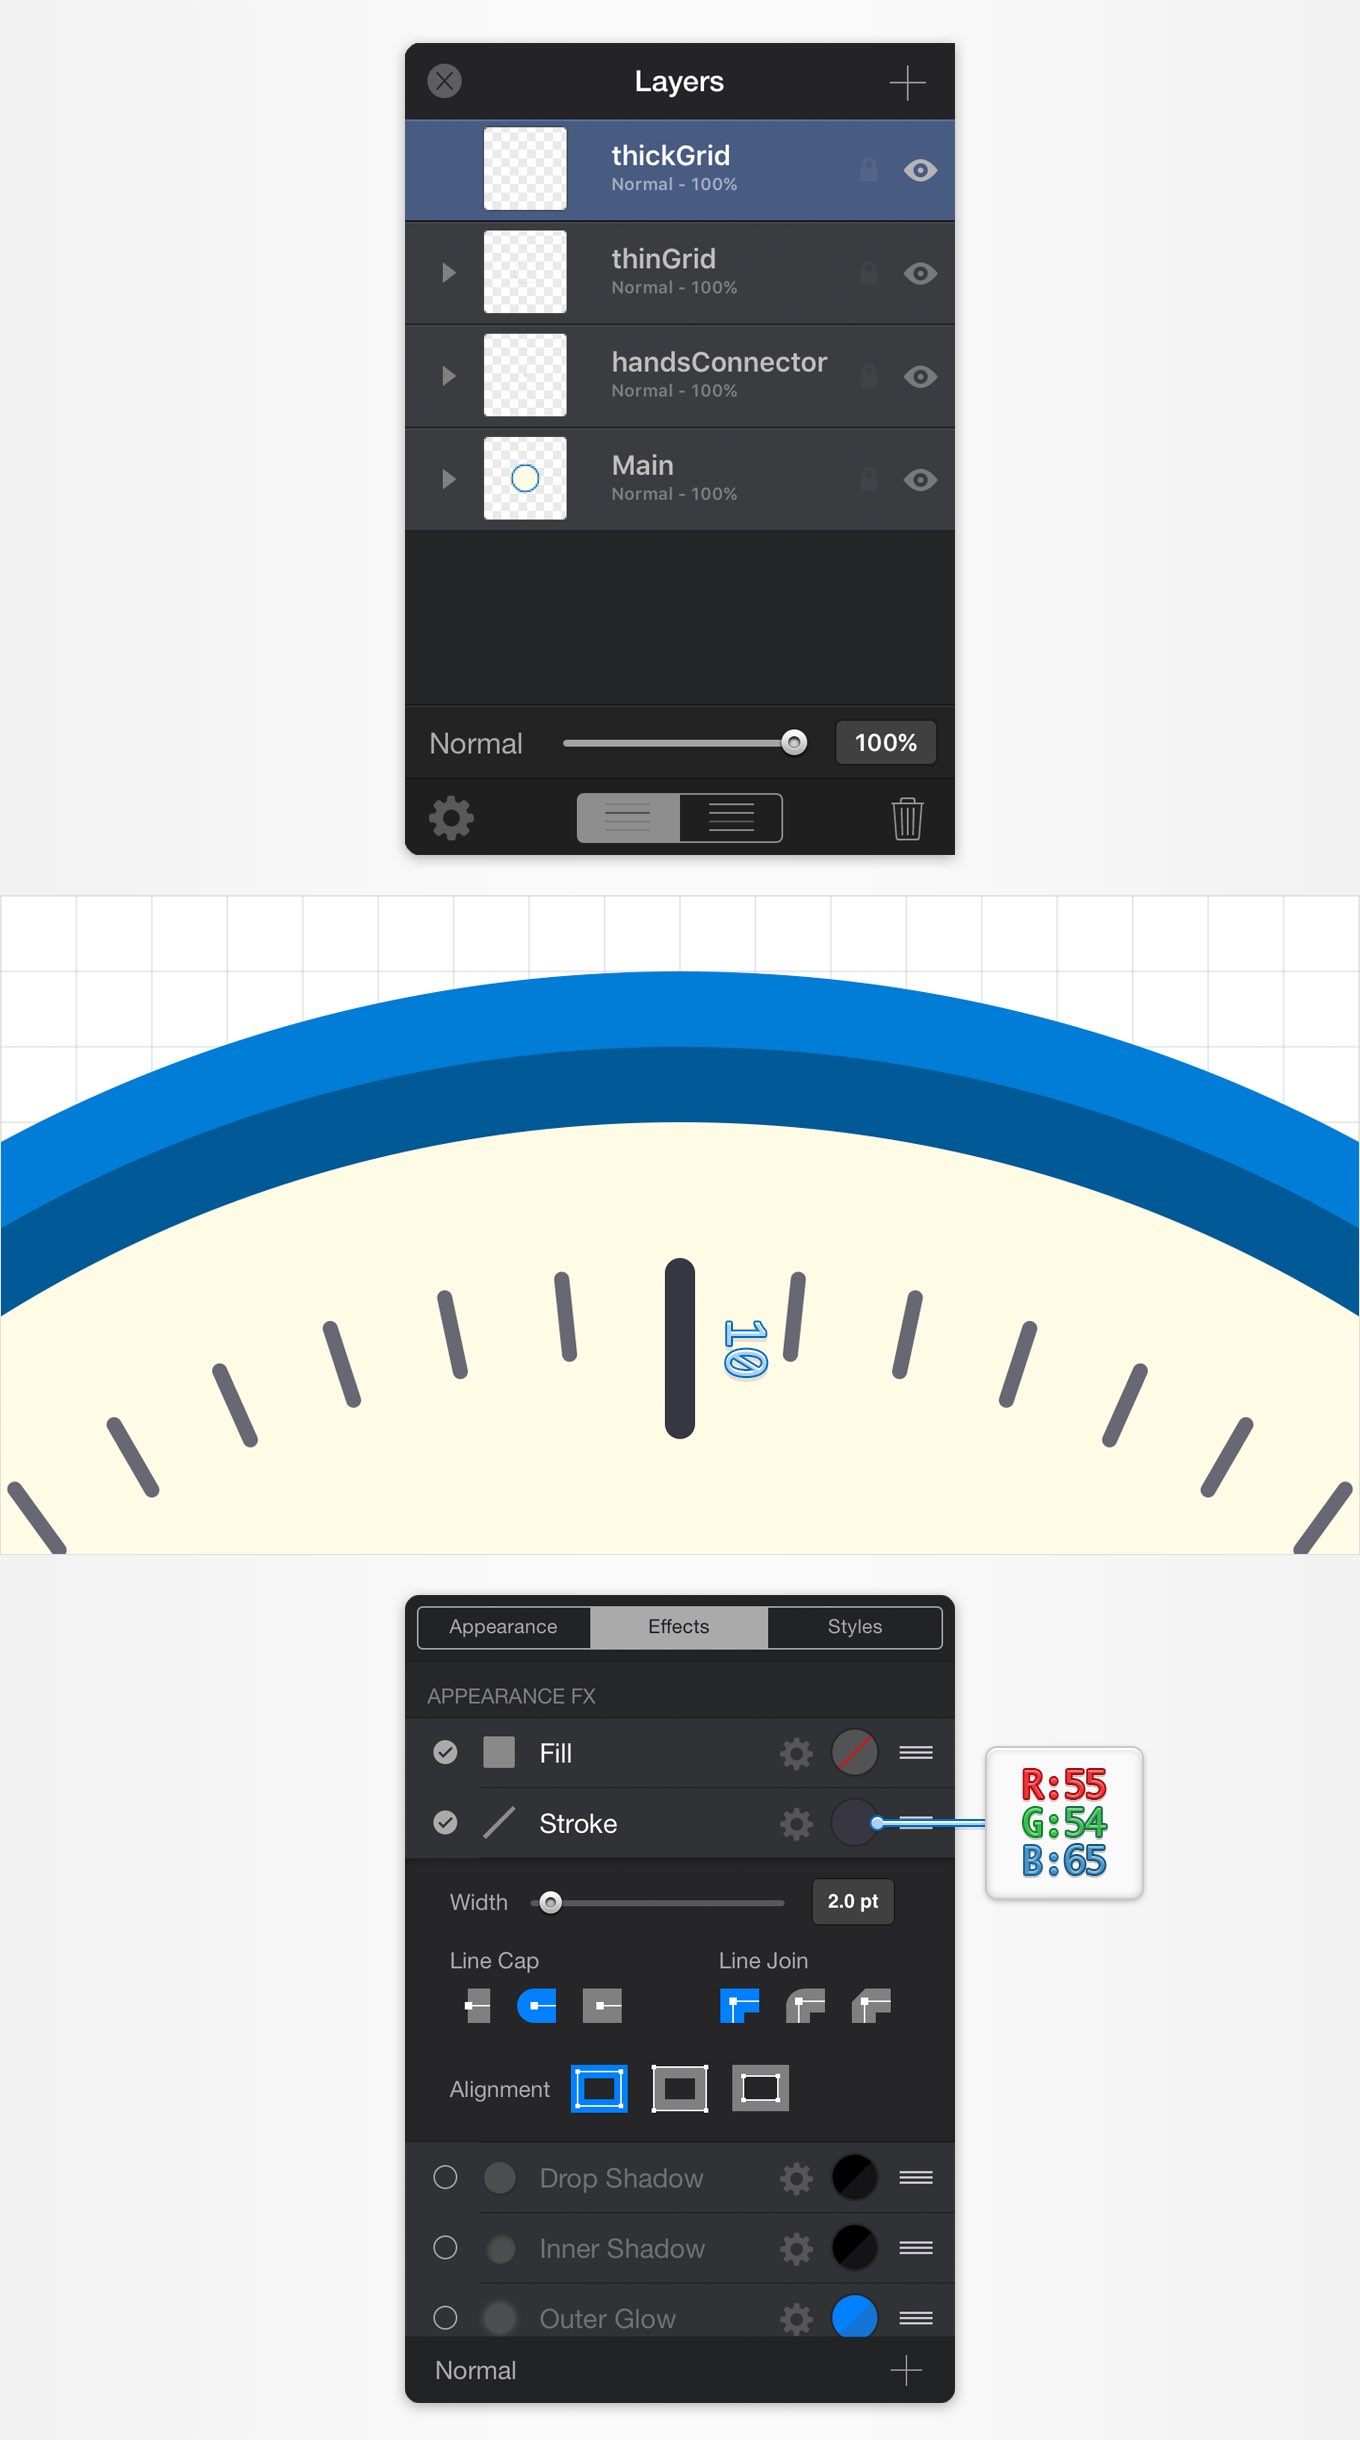 Layers
thickGrid
Normal - 100%
thinGrid
Normal - 100%
handsConnector
Normal - 100%
Main
Normal - 100%
Normal 100%
10
Appearance Effects Styles
APPEARANCE FX
Fill
Stroke
R:55
G:54
B:65
Width 2.0 pt
Line Cap Line Join
Alignment
Drop Shadow
Inner Shadow
Outer Glow
Normal